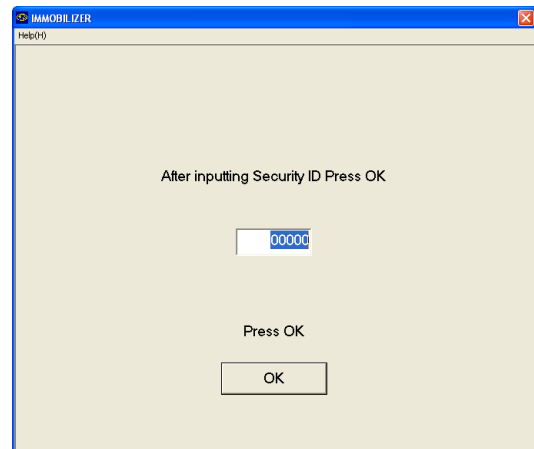 IMMOBILIZER
Help(H)
After inputting Security ID Press OK
00000
Press OK
OK